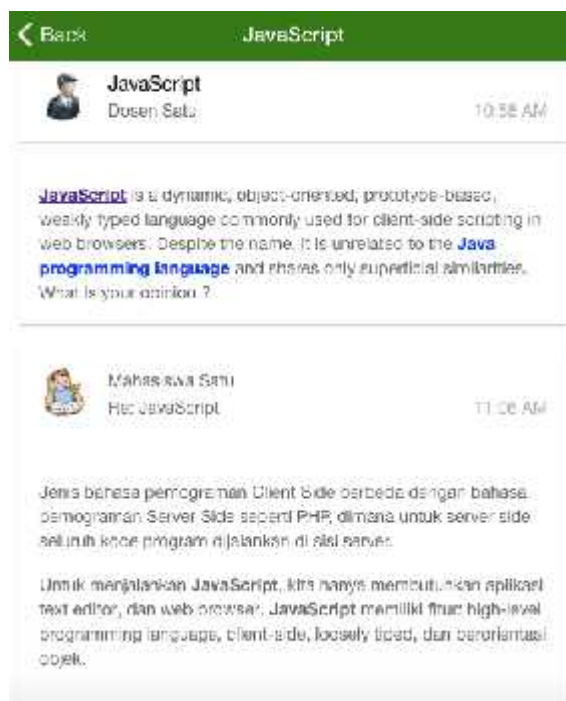 Back
JavaScript
JavaScript
Dosen Satu
10:58 AM
JavaScript is a dynamic, object-oriented, prototype-based,
weakly typed language commonly used for client-side scripting in
web browsers. Despite the name, it is unrelated to the Java
programming language and shares only superficial similarities.
What is your opinion ?
Mahasiswa Satu
Re: JavaScript
11:06 AM
Jenis bahasa pemograman Client Side berbeda dengan bahasa
pemograman Server Side seperti PHP, dimana untuk server side
seluruh kode program dijalankan di sisi server.
Untuk menjalankan JavaScript, kita hanya membutuhkan aplikasi
text editor, dan web browser. JavaScript memiliki fitur: high-level
programming language, client-side, loosely tiped, dan berorientasi
objek.